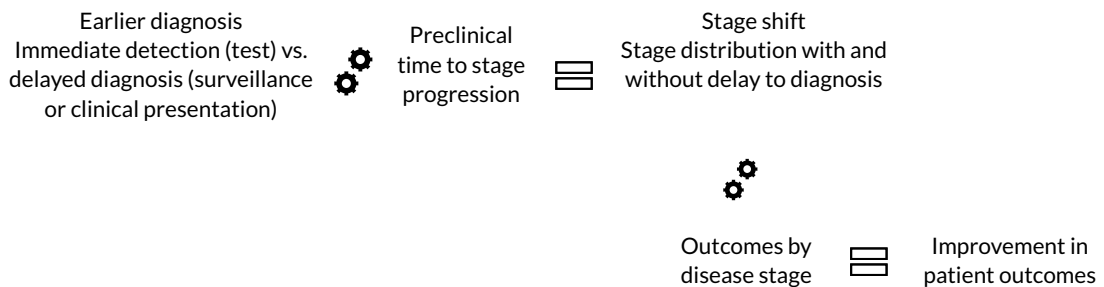 Earlier diagnosis
Immediate detection (test) vs.
delayed diagnosis (surveillance
or clinical presentation)
Preclinical
time to stage
progression
Stage shift
Stage distribution with and
without delay to diagnosis
Outcomes by
disease stage
Improvement in
patient outcomes